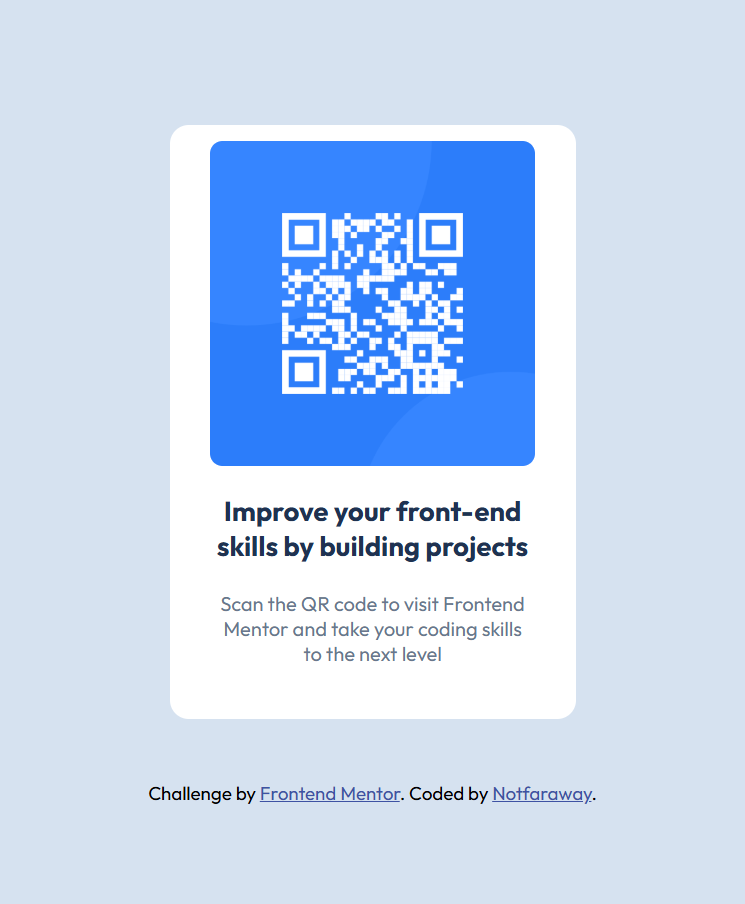 Improve your front-end
skills by building projects
Scan the QR code to visit Frontend
Mentor and take your coding skills
to the next level
Challenge by Frontend Mentor. Coded by Notfaraway.